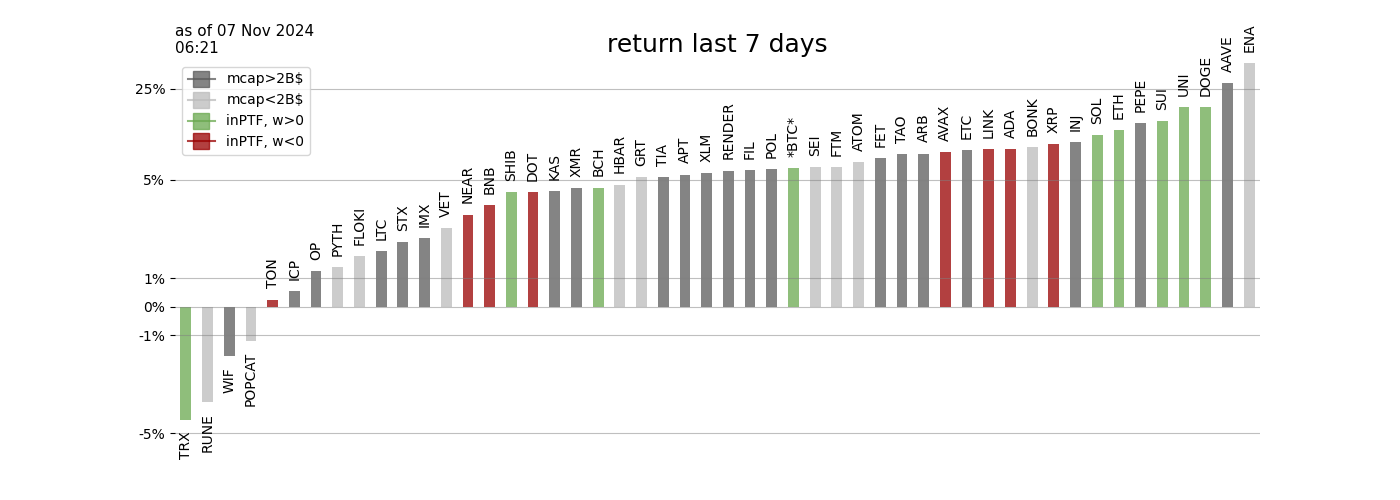 as of 07 Nov 2024
06:21
return last 7 days
mcap>2B$
mcap<2B$
inPTF, w>0
inPTF, w<0
25%
5%
1%
0%
-1%
-5%
TRX
RUNE
WIF
POPCAT
TON
ICP
OP
PYTH
FLOKI
LTC
STX
IMX
VET
NEAR
BNB
SHIB
DOT
KAS
XMR
BCH
HBAR
GRT
TIA
APT
XLM
RENDER
FIL
POL
*BTC*
SEI
FTM
ATOM
FET
TAO
ARB
AVAX
ETC
LINK
ADA
BONK
XRP
INJ
SOL
ETH
PEPE
SUI
UNI
DOGE
AAVE
ENA